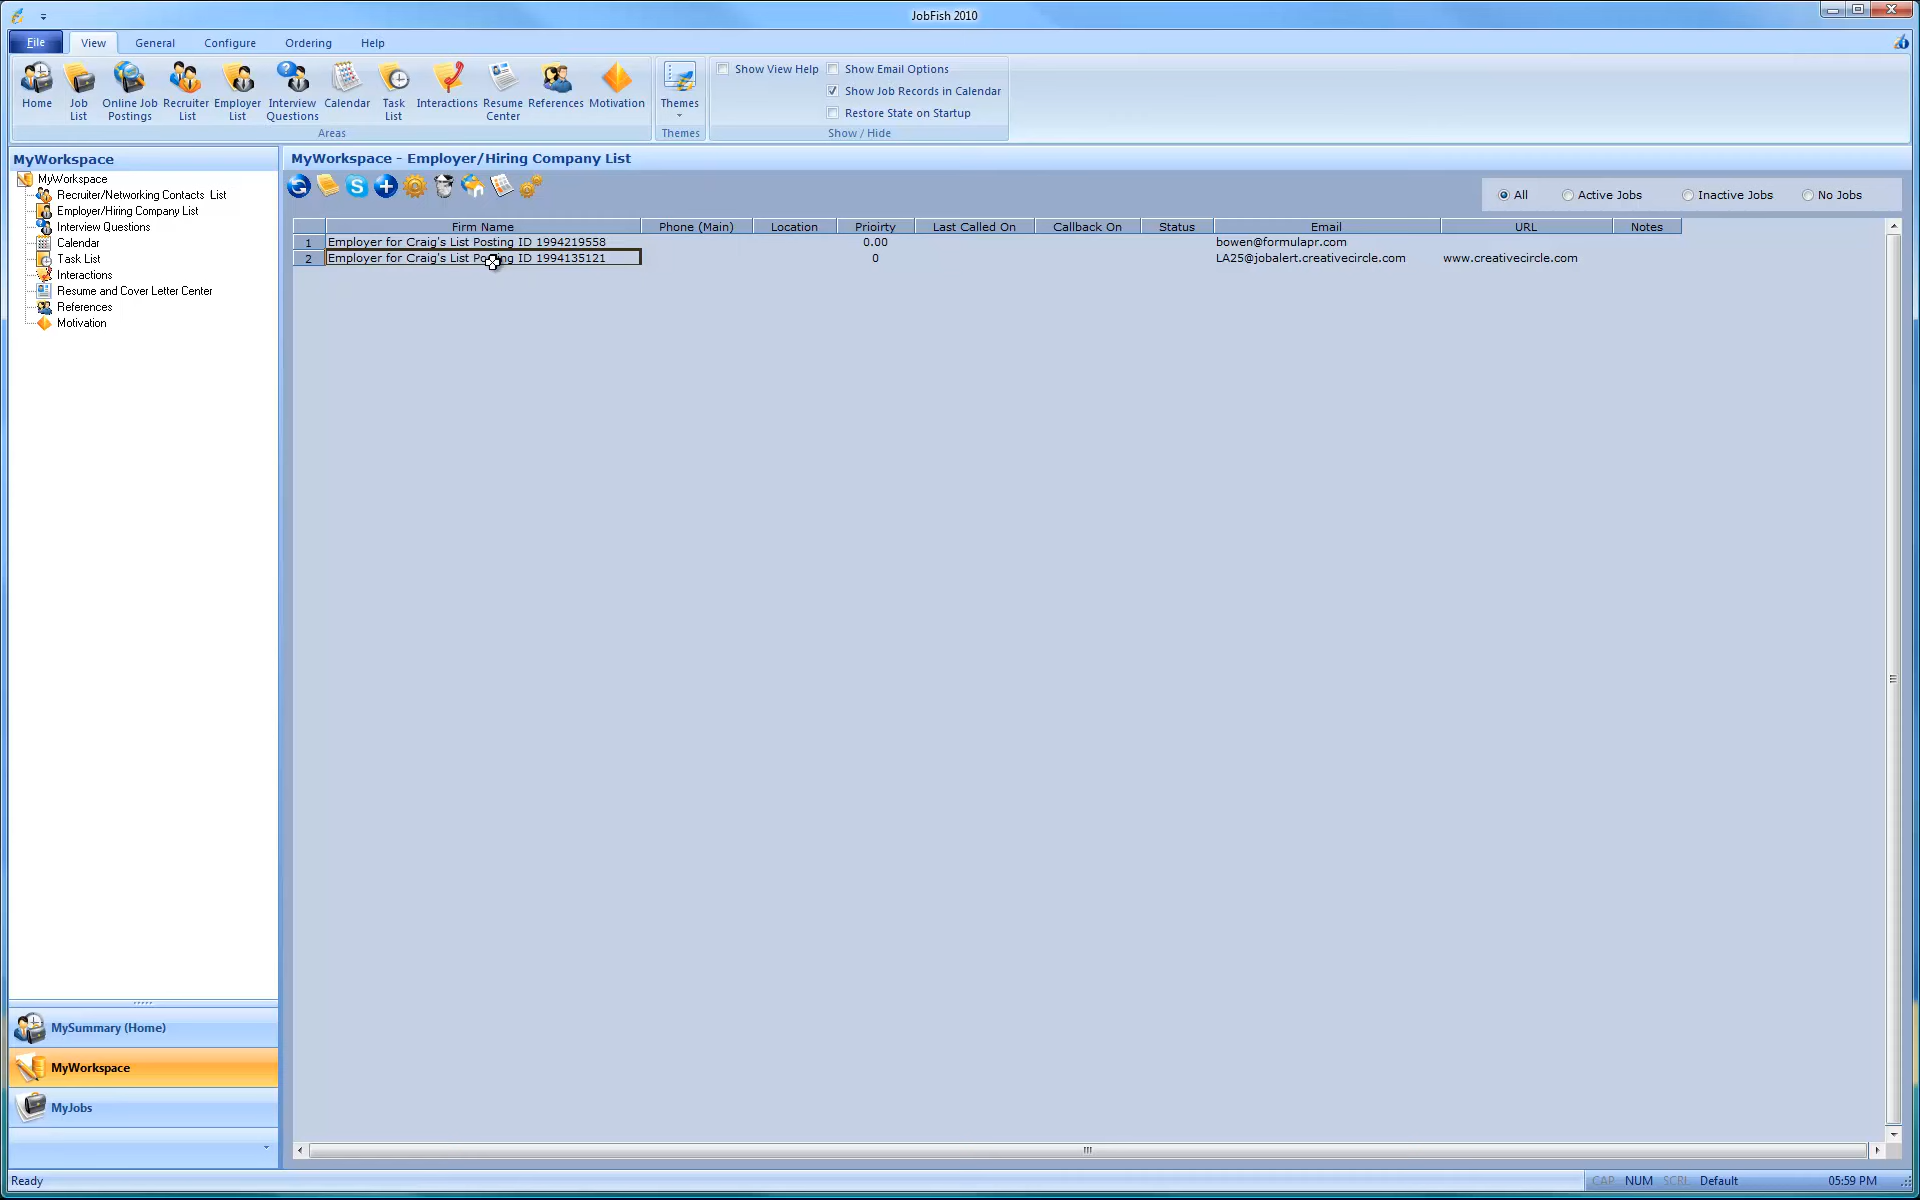 JobFish 2010
File View General Configure Ordering Help
Home Job List Online Job Postings Recruiter List Employer List Interview Questions Calendar Task List Interactions Resume Center References Motivation
Areas
Themes
Themes
Show View Help Show Email Options
Show Job Records in Calendar
Restore State on Startup
Show / Hide
MyWorkspace
MyWorkspace
Recruiter/Networking Contacts List
Employer/Hiring Company List
Interview Questions
Calendar
Task List
Interactions
Resume and Cover Letter Center
References
Motivation
MySummary (Home)
MyWorkspace
MyJobs
MyWorkspace - Employer/Hiring Company List
All Active Jobs Inactive Jobs No Jobs
Firm Name Phone (Main) Location Prioirty Last Called On Callback On Status Email URL Notes
1 Employer for Craig's List Posting ID 1994219558 0.00 bowen@formulapr.com
2 Employer for Craig's List Posting ID 1994135121 0 LA25@jobalert.creativecircle.com www.creativecircle.com
Ready CAP NUM SCRL Default 05:59 PM